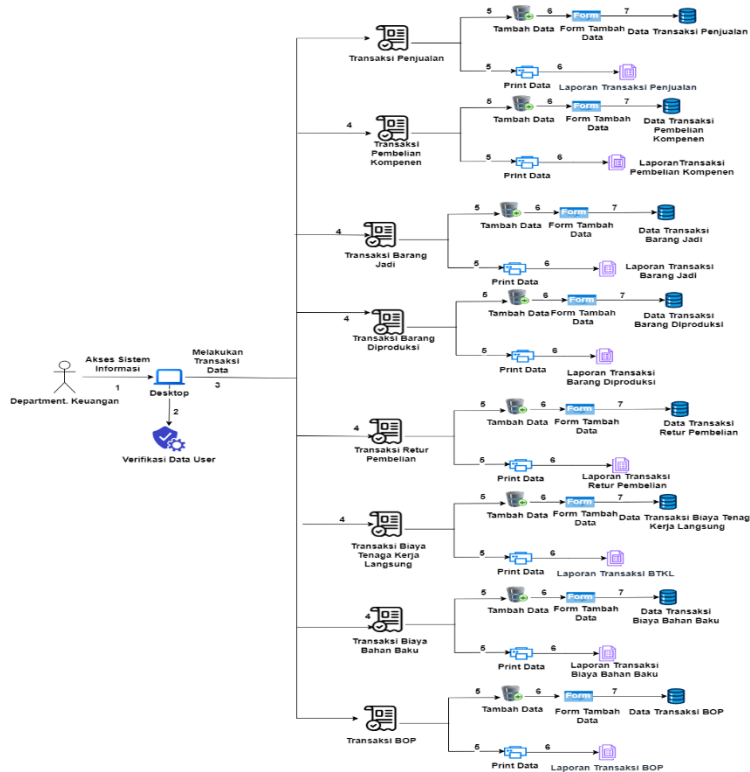 5
6
7
Tambah Data
Form
Form Tambah
Data
Data Transaksi Penjualan
Transaksi Penjualan
5
6
Print Data
Laporan Transaksi Penjualan
4
5
6
7
Tambah Data
Form
Form Tambah
Data
Data Transaksi
Pembelian
Kompenen
Transaksi
Pembelian
Kompenen
5
6
Print Data
LaporanTransaksi
Pembelian Kompenen
4
5
6
7
Tambah Data
Form
Form Tambah
Data
Data Transaksi
Barang Jadi
Transaksi Barang
Jadi
5
6
Print Data
Laporan Transaksi
Barang Jadi
4
5
6
7
Tambah Data
Form
Form Tambah
Data
Data Transaksi
Barang Diproduksi
Transaksi Barang
Diproduksi
5
6
Print Data
Laporan Transaksi
Barang Diproduksi
Department. Keuangan
Akses Sistem
Informasi
1
Desktop
2
Verifikasi Data User
Melakukan
Transaksi
Data
3
4
5
6
7
Tambah Data
Form
Form Tambah
Data
Data Transaksi
Retur Pembelian
Transaksi Retur
Pembelian
5
6
Print Data
Laporan Transaksi
Retur Pembelian
4
5
6
7
Tambah Data
Form
Form Tambah
Data
Data Transaksi Biaya Tenag
Kerja Langsung
Transaksi Biaya
Tenaga Kerja
Langsung
5
6
Print Data
Laporan Transaksi BTKL
4
5
6
7
Tambah Data
Form
Form Tambah
Data
Data Transaksi
Biaya Bahan Baku
Transaksi Biaya
Bahan Baku
5
6
Print Data
Laporan Transaksi
Biaya Bahan Baku
5
6
7
Tambah Data
Form
Form Tambah
Data
Data Transaksi BOP
Transaksi BOP
5
6
Print Data
Laporan Transaksi BOP